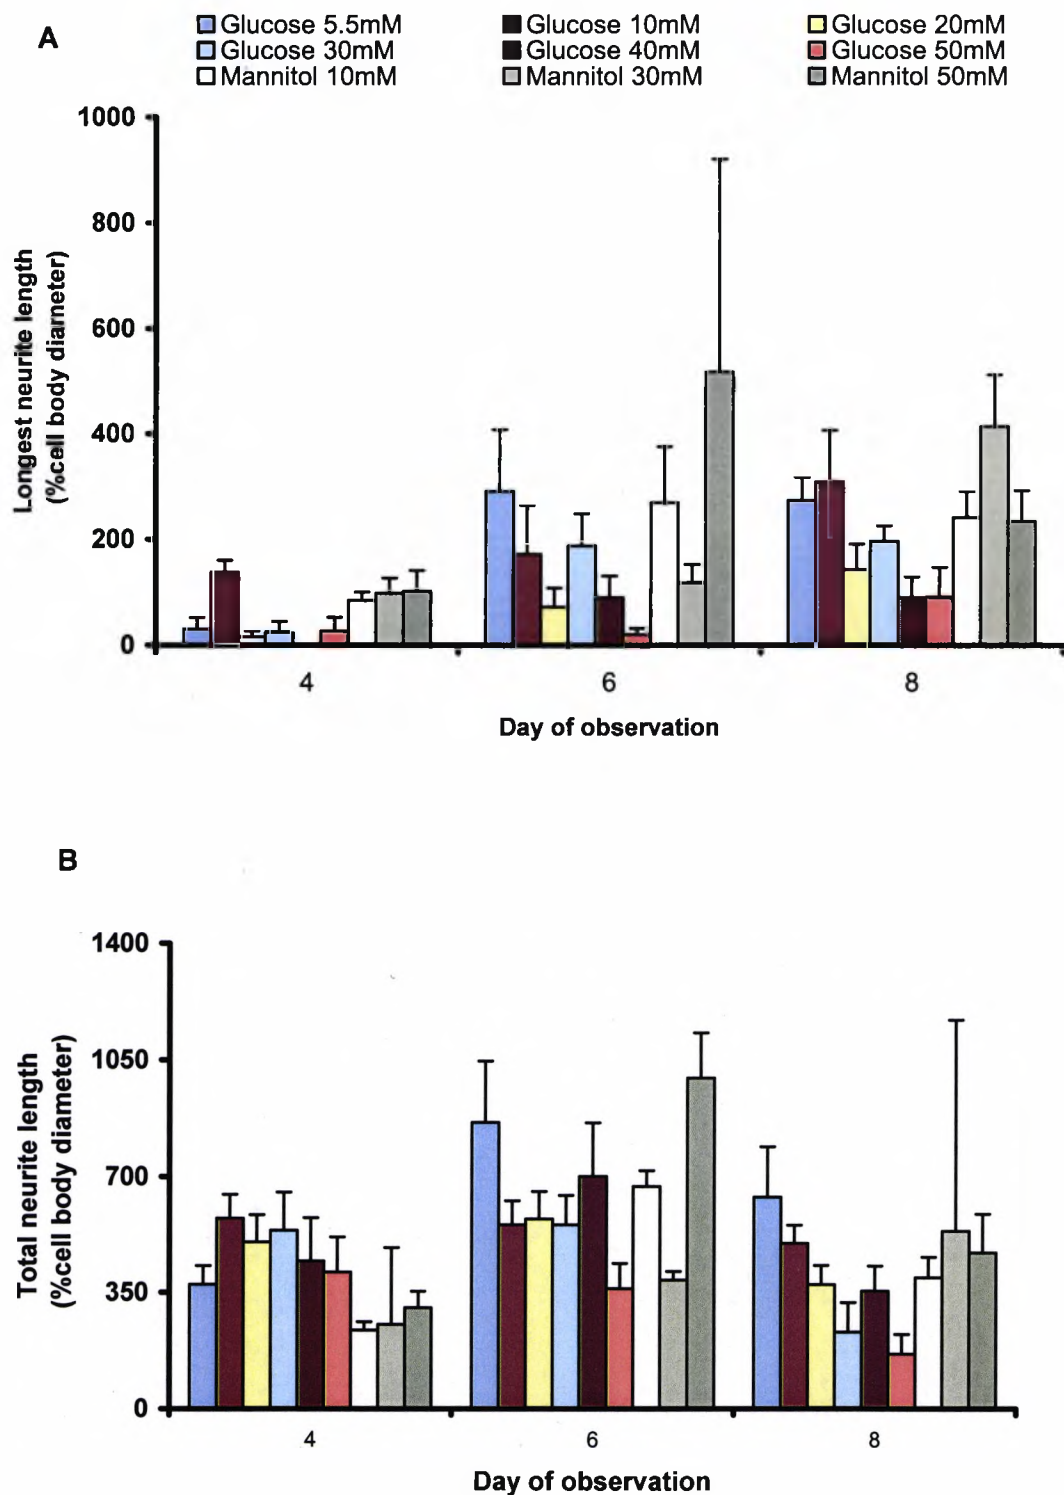 A
Glucose 5.5mM Glucose 10mM Glucose 20mM
Glucose 30mM Glucose 40mM Glucose 50mM
Mannitol 10mM Mannitol 30mM Mannitol 50mM
1000
800
600
400
200
0
Longest neurite length
(%cell body diameter)
4 6 8
Day of observation
B
1400
1050
700
350
0
Total neurite length
(%cell body diameter)
4 6 8
Day of observation